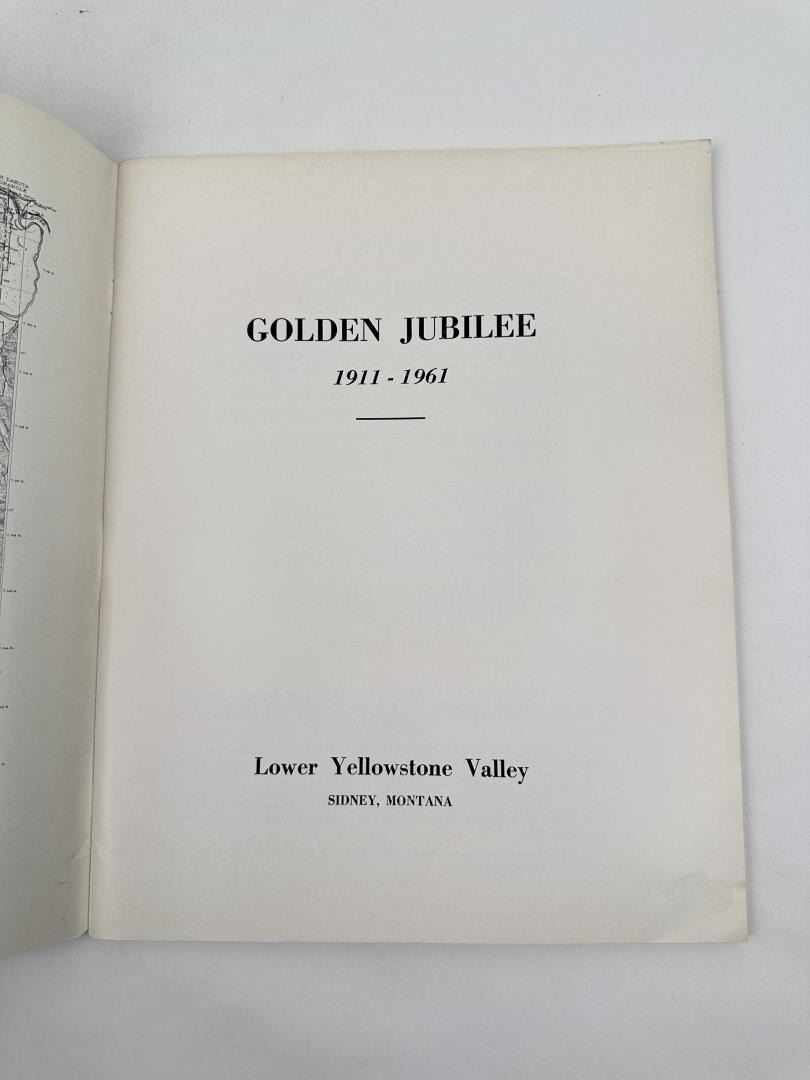 GOLDEN JUBILEE
1911 - 1961
Lower Yellowstone Valley
SIDNEY, MONTANA